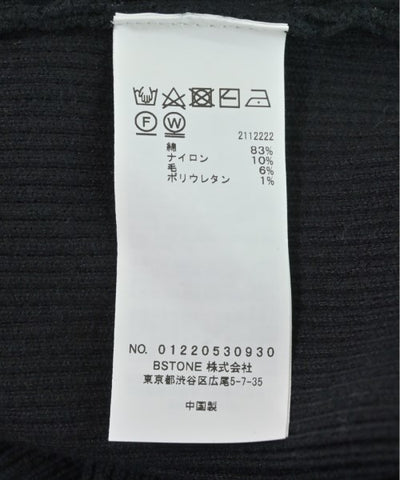 F W
2112222
綿 83%
ナイロン 10%
毛 6%
ポリウレタン 1%
NO. 01220530930
BSTONE 株式会社
東京都渋谷区広尾5-7-35
中国製